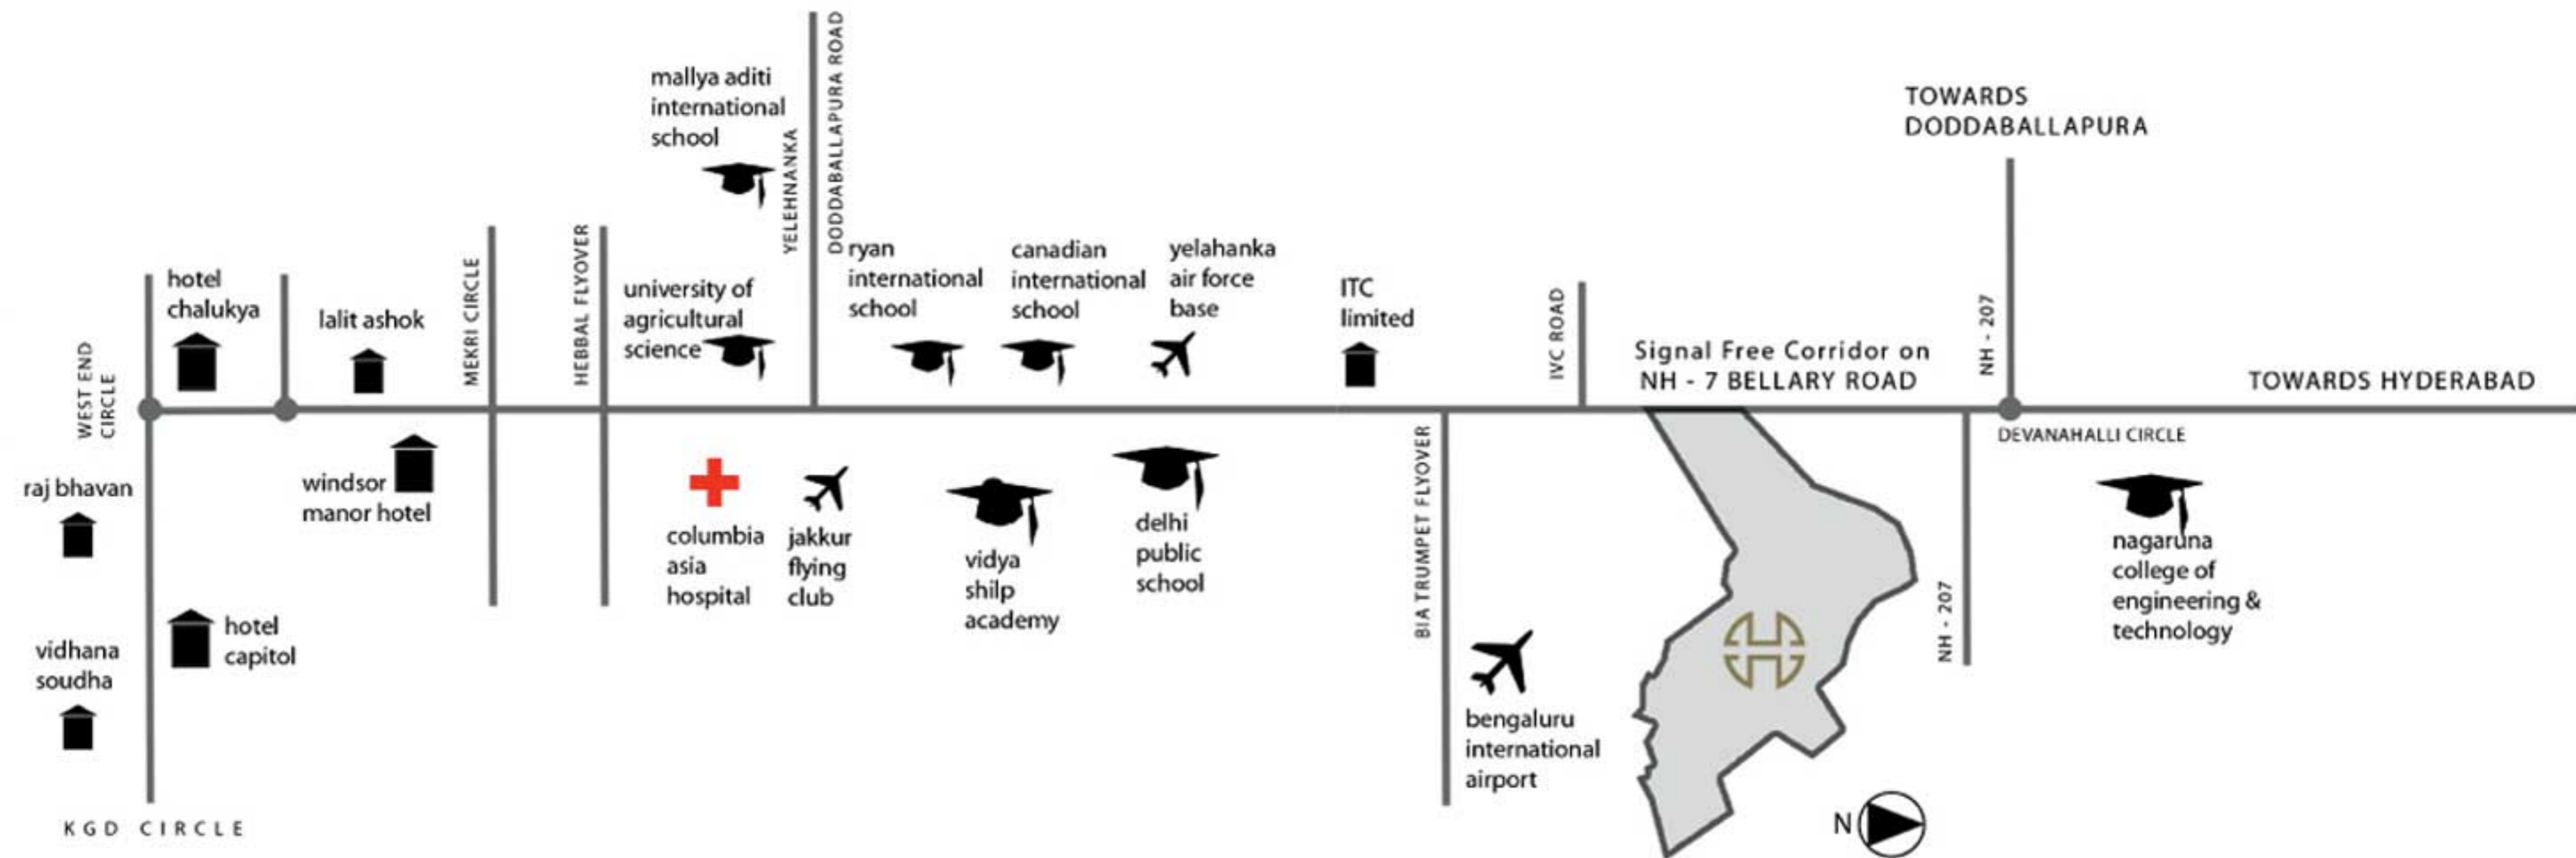 mallya aditi
international
school
YELEHNANKA
DODDABALLAPURA ROAD
TOWARDS
DODDABALLAPURA
hotel
chalukya
lalit ashok
WEST END
CIRCLE
MEKRI CIRCLE
HEBBAL FLYOVER
university of
agricultural
science
ryan
international
school
canadian
international
school
yelahanka
air force
base
ITC
limited
IVC ROAD
Signal Free Corridor on
NH - 7 BELLARY ROAD
NH - 207
TOWARDS HYDERABAD
DEVANAHALLI CIRCLE
raj bhavan
windsor
manor hotel
columbia
asia
hospital
jakkur
flying
club
vidya
shilp
academy
delhi
public
school
BIA TRUMPET FLYOVER
bengaluru
international
airport
NH - 207
nagaruna
college of
engineering &
technology
vidhana
soudha
hotel
capitol
KGD CIRCLE
N